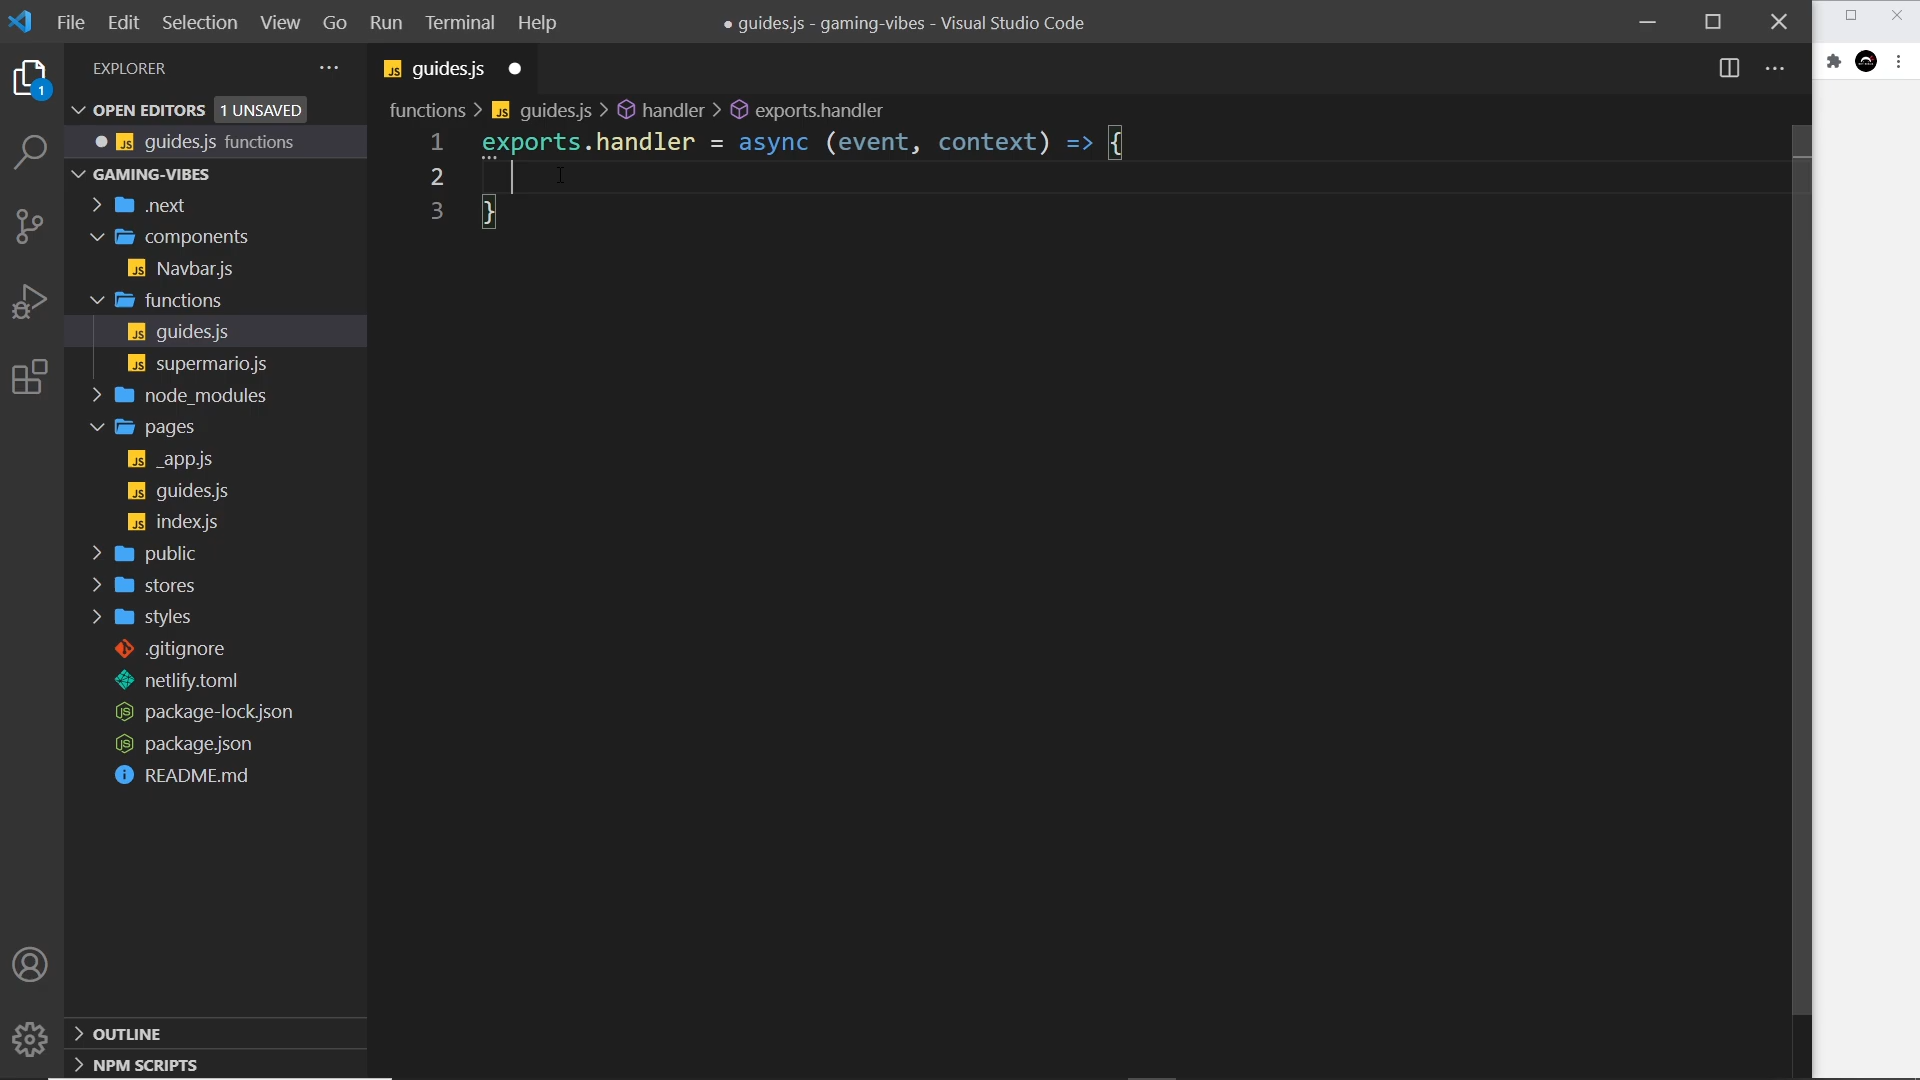 File Edit Selection View Go Run Terminal Help
● guides.js - gaming-vibes - Visual Studio Code
EXPLORER
OPEN EDITORS 1 UNSAVED
guides.js functions
GAMING-VIBES
.next
components
Navbar.js
functions
guides.js
supermario.js
node_modules
pages
_app.js
guides.js
index.js
public
stores
styles
.gitignore
netlify.toml
package-lock.json
package.json
README.md
OUTLINE
NPM SCRIPTS
1
guides.js
functions > guides.js > handler > exports.handler
1 exports.handler = async (event, context) => {
2
3 }